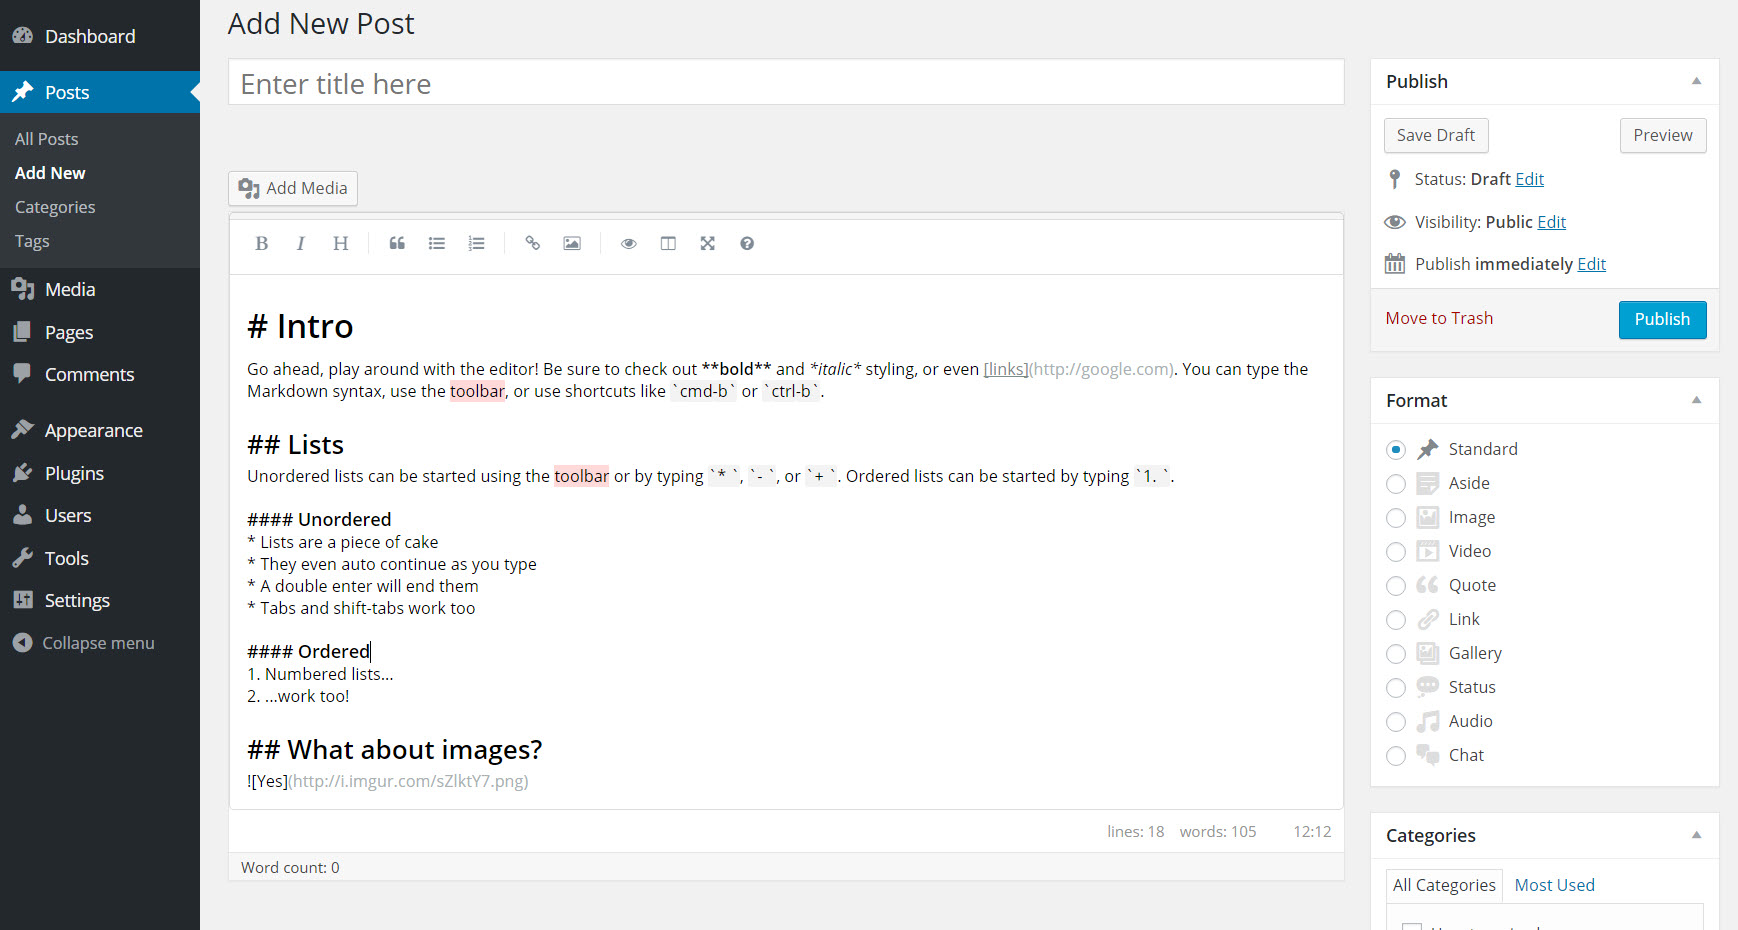 Dashboard
Posts
All Posts
Add New
Categories
Tags
Media
Pages
Comments
Appearance
Plugins
Users
Tools
Settings
Collapse menu
Add New Post
Enter title here
Add Media
B I H
# Intro
Go ahead, play around with the editor! Be sure to check out **bold** and *italic* styling, or even [links](http://google.com). You can type the
Markdown syntax, use the toolbar, or use shortcuts like `cmd-b` or `ctrl-b`.
## Lists
Unordered lists can be started using the toolbar or by typing `* `, `- `, or `+ `. Ordered lists can be started by typing `1. `.
#### Unordered
* Lists are a piece of cake
* They even auto continue as you type
* A double enter will end them
* Tabs and shift-tabs work too
#### Ordered
1. Numbered lists...
2. ...work too!
## What about images?
![Yes](http://i.imgur.com/sZlktY7.png)
lines: 18 words: 105 12:12
Word count: 0
Publish
Save Draft Preview
Status: Draft Edit
Visibility: Public Edit
Publish immediately Edit
Move to Trash Publish
Format
Standard
Aside
Image
Video
Quote
Link
Gallery
Status
Audio
Chat
Categories
All Categories Most Used